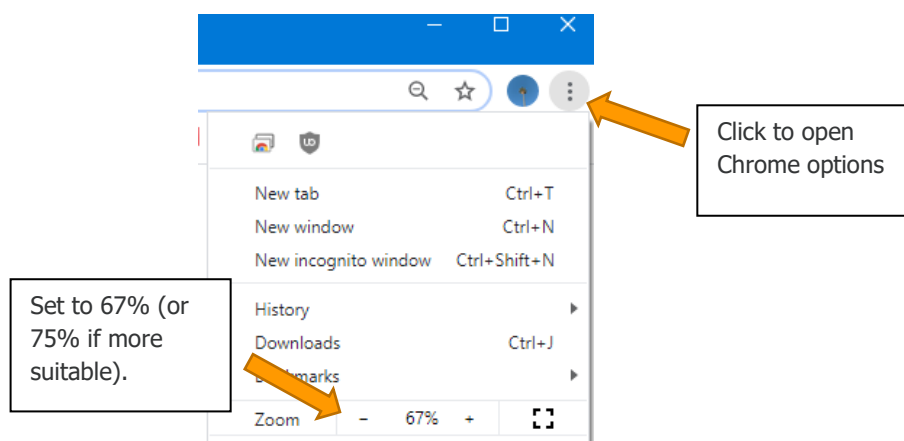 Click to open
Chrome options
New tab Ctrl+T
New window Ctrl+N
New incognito window Ctrl+Shift+N
Set to 67% (or
75% if more
suitable).
History
Downloads Ctrl+J
Bookmarks
Zoom - 67% +